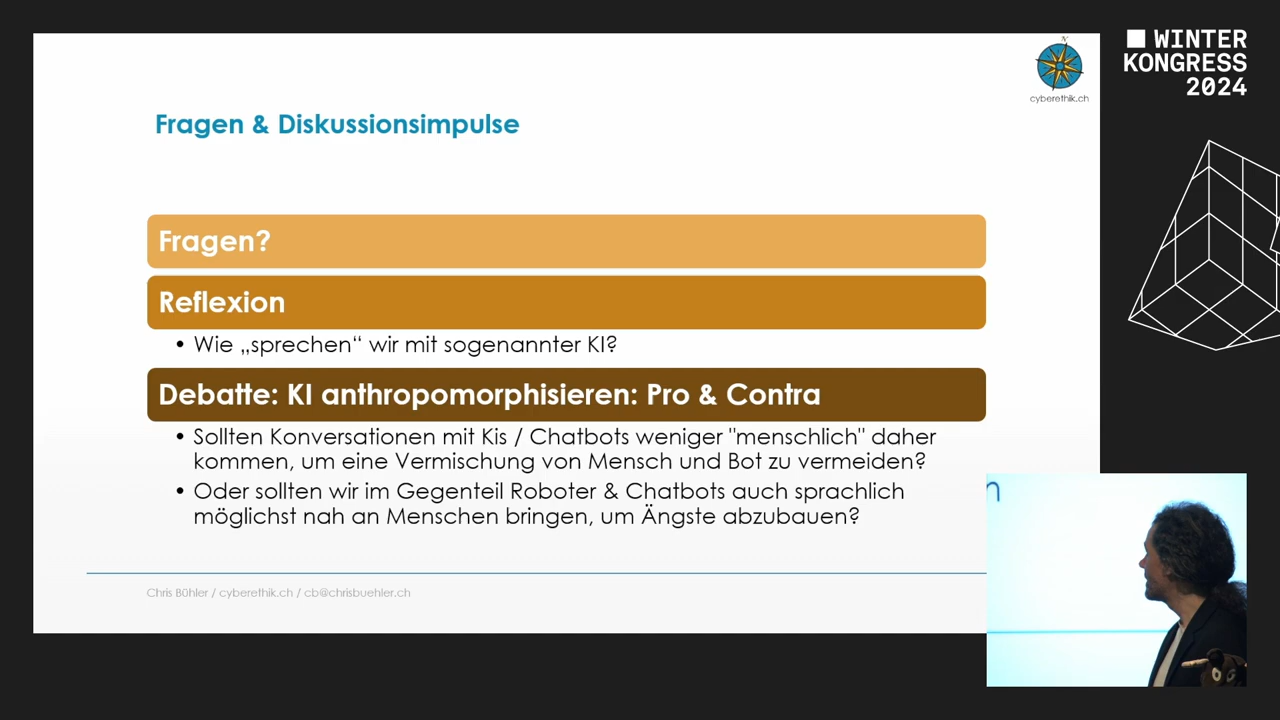 WINTER
KONGRESS
2024
N
cyberethik.ch
Fragen & Diskussionsimpulse
Fragen?
Reflexion
• Wie „sprechen“ wir mit sogenannter KI?
Debatte: KI anthropomorphisieren: Pro & Contra
• Sollten Konversationen mit Kis / Chatbots weniger "menschlich" daher
kommen, um eine Vermischung von Mensch und Bot zu vermeiden?
• Oder sollten wir im Gegenteil Roboter & Chatbots auch sprachlich
möglichst nah an Menschen bringen, um Ängste abzubauen?
n
Chris Bühler / cyberethik.ch / cb@chrisbuehler.ch